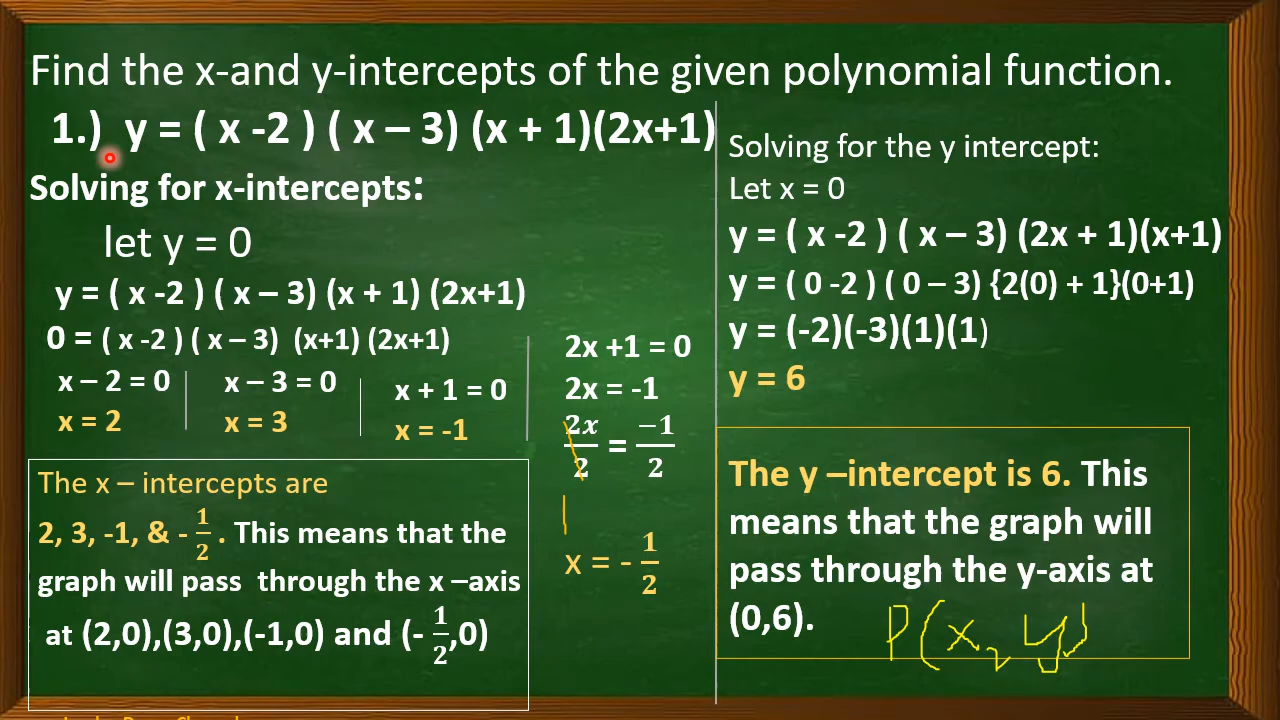 Find the x-and y-intercepts of the given polynomial function.
1.) y = ( x -2 ) ( x – 3) (x + 1)(2x+1)
Solving for x-intercepts:
let y = 0
y = ( x -2 ) ( x – 3) (x + 1) (2x+1)
0 = ( x -2 ) ( x – 3) (x+1) (2x+1)
x – 2 = 0
x = 2
x – 3 = 0
x = 3
x + 1 = 0
x = -1
2x +1 = 0
2x = -1
2x/2 = −1/2
x = - 1/2
The x – intercepts are
2, 3, -1, & - 1/2 . This means that the
graph will pass through the x –axis
at (2,0),(3,0),(-1,0) and (- 1/2,0)
Solving for the y intercept:
Let x = 0
y = ( x -2 ) ( x – 3) (2x + 1)(x+1)
y = ( 0 -2 ) ( 0 – 3) {2(0) + 1}(0+1)
y = (-2)(-3)(1)(1)
y = 6
The y –intercept is 6. This
means that the graph will
pass through the y-axis at
(0,6).
P(x, y)